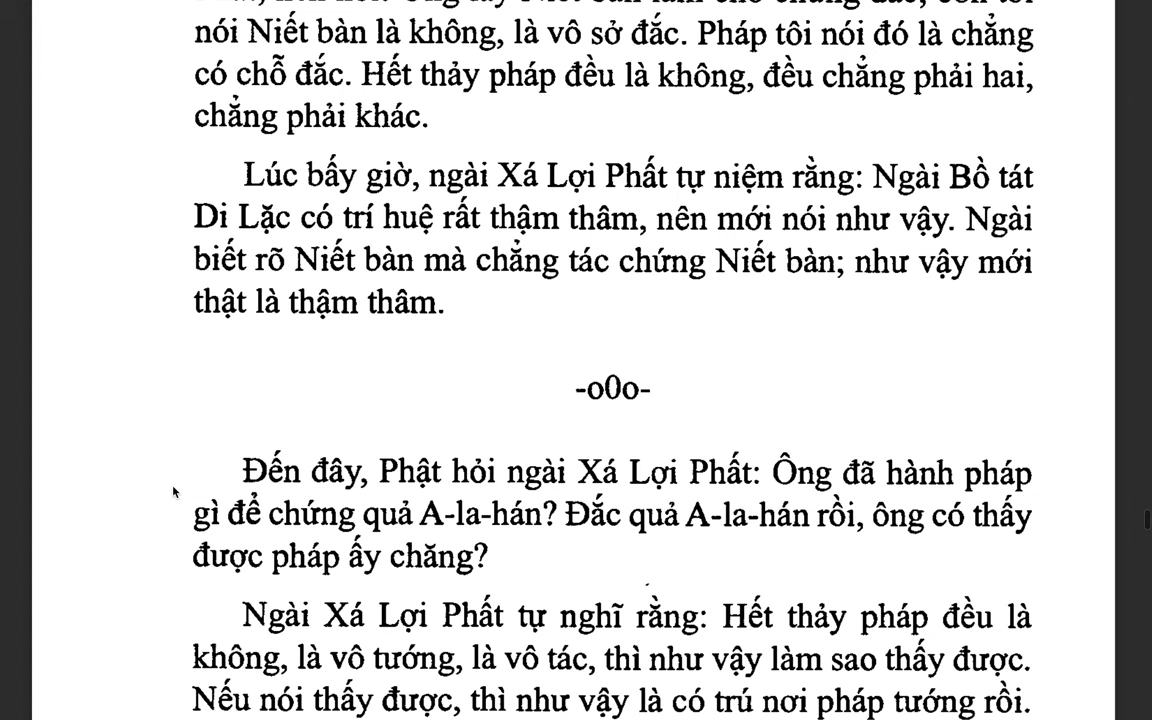 nói Niết bàn là không, là vô sở đắc. Pháp tôi nói đó là chẳng
có chỗ đắc. Hết thảy pháp đều là không, đều chẳng phải hai,
chẳng phải khác.
Lúc bấy giờ, ngài Xá Lợi Phất tự niệm rằng: Ngài Bồ tát
Di Lặc có trí huệ rất thậm thâm, nên mới nói như vậy. Ngài
biết rõ Niết bàn mà chẳng tác chứng Niết bàn; như vậy mới
thật là thậm thâm.
-o0o-
Đến đây, Phật hỏi ngài Xá Lợi Phất: Ông đã hành pháp
gì để chứng quả A-la-hán? Đắc quả A-la-hán rồi, ông có thấy
được pháp ấy chăng?
Ngài Xá Lợi Phất tự nghĩ rằng: Hết thảy pháp đều là
không, là vô tướng, là vô tác, thì như vậy làm sao thấy được.
Nếu nói thấy được, thì như vậy là có trú nơi pháp tướng rồi.